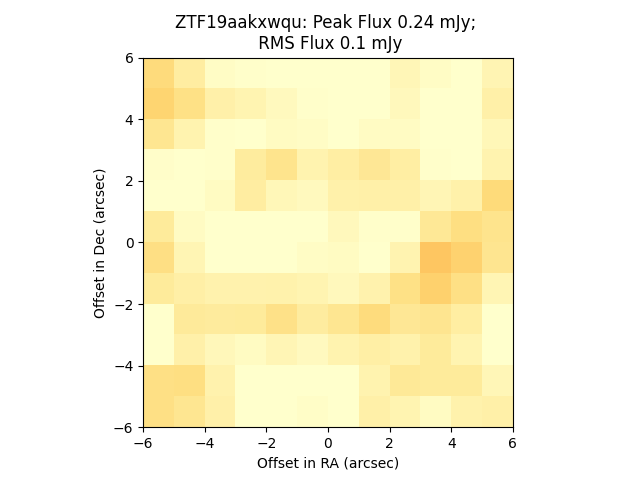 ZTF19aakxwqu: Peak Flux 0.24 mJy;
RMS Flux 0.1 mJy
6
4
2
0
−2
−4
−6
Offset in Dec (arcsec)
−6 −4 −2 0 2 4 6
Offset in RA (arcsec)